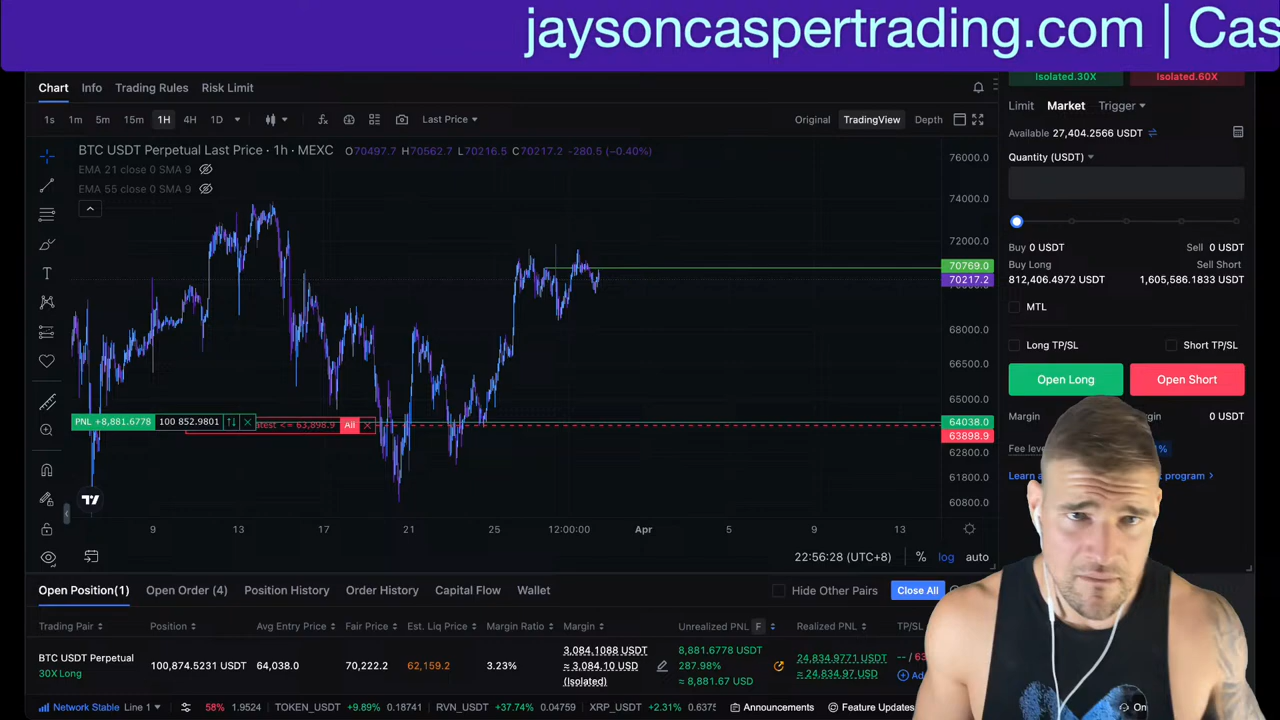 jaysoncaspertrading.com | Cas
Chart Info Trading Rules Risk Limit
1s 1m 5m 15m 1H 4H 1D Last Price Original TradingView Depth
BTC USDT Perpetual Last Price · 1h · MEXC O70497.7 H70562.7 L70216.5 C70217.2 -280.5 (−0.40%)
EMA 21 close 0 SMA 9
EMA 55 close 0 SMA 9
76000.0
74000.0
72000.0
70769.0
70217.2
68000.0
66500.0
65000.0
64038.0
63898.9
62800.0
61800.0
60800.0
PNL +8,881.6778 100 852.9801
<= 63,898.9 All
9 13 17 21 25 12:00:00 Apr 5 9 13
22:56:28 (UTC+8) % log auto
Isolated.30X Isolated.60X
Limit Market Trigger
Available 27,404.2566 USDT
Quantity (USDT)
Buy 0 USDT Sell 0 USDT
Buy Long Sell Short
812,406.4972 USDT 1,605,586.1833 USDT
MTL
Long TP/SL Short TP/SL
Open Long Open Short
Margin 0 USDT
Fee
program >
Open Position(1) Open Order (4) Position History Order History Capital Flow Wallet Hide Other Pairs Close All
Trading Pair Position Avg Entry Price Fair Price Est. Liq Price Margin Ratio Margin Unrealized PNL F Realized PNL TP/SL
BTC USDT Perpetual
30X Long
100,874.5231 USDT 64,038.0 70,222.2 62,159.2 3.23%
3,084.1088 USDT
≈ 3,084.10 USD
(Isolated)
8,881.6778 USDT
287.98%
≈ 8,881.67 USD
24,834.9771 USDT
≈ 24,834.97 USD
Network Stable Line 1 58% 1.9524 TOKEN_USDT +9.89% 0.18741 RVN_USDT +37.74% 0.04759 XRP_USDT +2.31% 0.6375 Announcements Feature Updates On